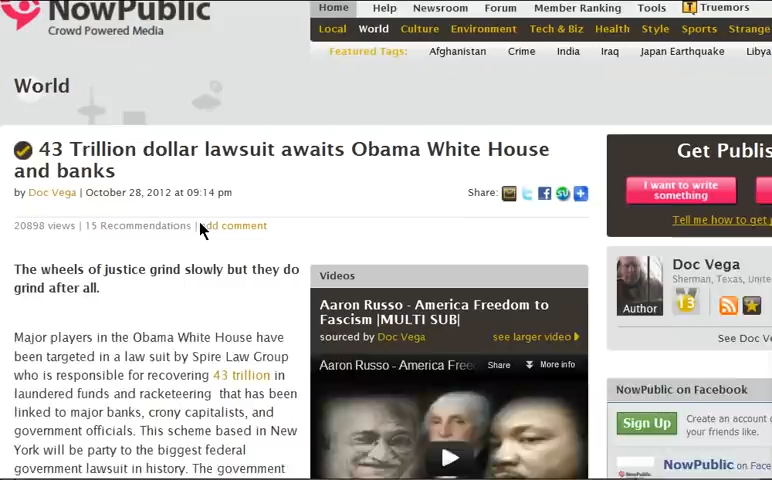 NowPublic
Crowd Powered Media
Home Help Newsroom Forum Member Ranking Tools T Truemors
Local World Culture Environment Tech & Biz Health Style Sports Strange
Featured Tags: Afghanistan Crime India Iraq Japan Earthquake Libya
World
43 Trillion dollar lawsuit awaits Obama White House
and banks
by Doc Vega | October 28, 2012 at 09:14 pm
Share:
20898 views | 15 Recommendations | add comment
The wheels of justice grind slowly but they do
grind after all.
Major players in the Obama White House have
been targeted in a law suit by Spire Law Group
who is responsible for recovering 43 trillion in
laundered funds and racketeering that has been
linked to major banks, crony capitalists, and
government officials. This scheme based in New
York will be party to the biggest federal
government lawsuit in history. The government
Videos
Aaron Russo - America Freedom to
Fascism |MULTI SUB|
sourced by Doc Vega see larger video
Aaron Russo - America Free Share More info
Get Publis
I want to write
something
Tell me how to get
Doc Vega
Sherman, Texas, United
13
Author
See Doc Ve
NowPublic on Facebook
Sign Up Create an account o
your friends like.
NowPublic on Face